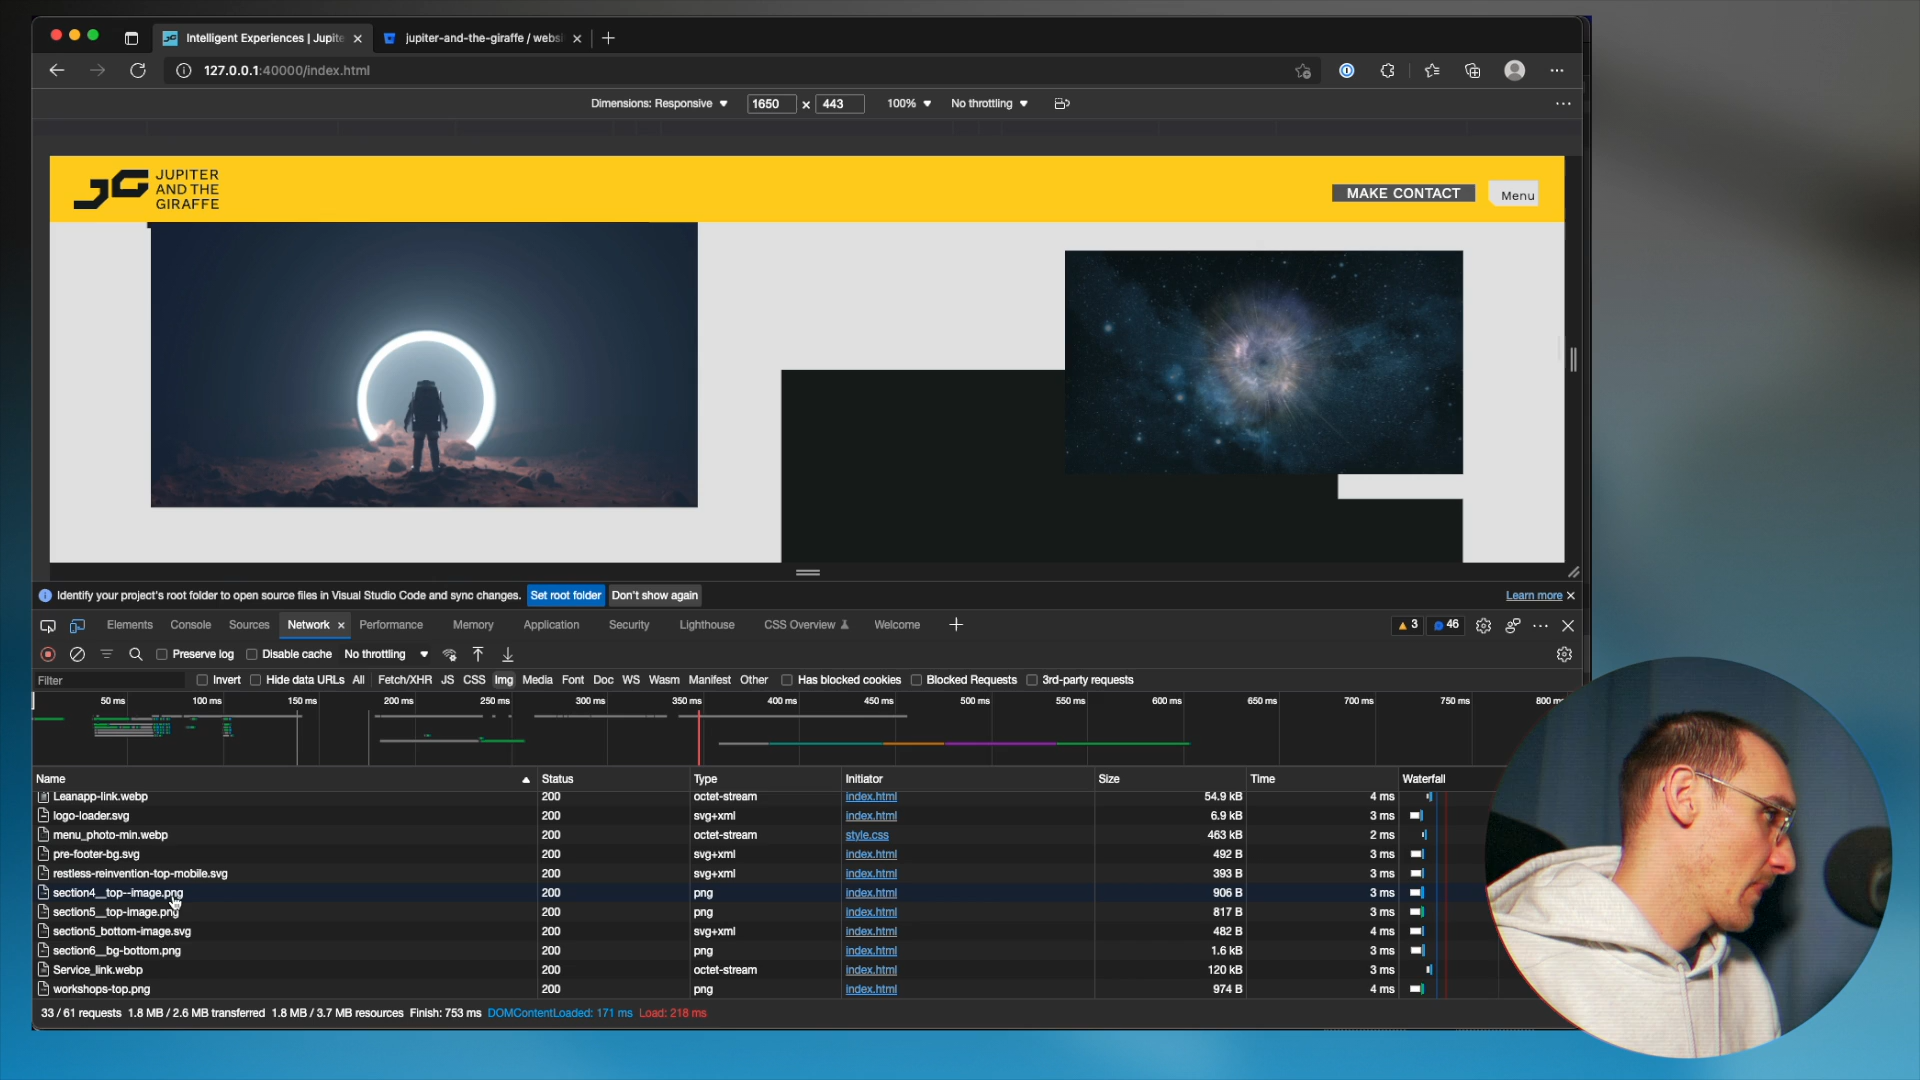 Intelligent Experiences | Jupite
jupiter-and-the-giraffe / webs
127.0.0.1:40000/index.html
Dimensions: Responsive 1650 x 443 100% No throttling
JUPITER
AND THE
GIRAFFE
MAKE CONTACT
Menu
Identify your project's root folder to open source files in Visual Studio Code and sync changes. Set root folder Don't show again Learn more
Elements Console Sources Network Performance Memory Application Security Lighthouse CSS Overview Welcome 3 46
Preserve log Disable cache No throttling
Filter Invert Hide data URLs All Fetch/XHR JS CSS Img Media Font Doc WS Wasm Manifest Other Has blocked cookies Blocked Requests 3rd-party requests
50 ms 100 ms 150 ms 200 ms 250 ms 300 ms 350 ms 400 ms 450 ms 500 ms 550 ms 600 ms 650 ms 700 ms 750 ms 800 m
Name Status Type Initiator Size Time Waterfall
Leanapp-link.webp 200 octet-stream index.html 54.9 kB 4 ms
logo-loader.svg 200 svg+xml index.html 6.9 kB 3 ms
menu_photo-min.webp 200 octet-stream style.css 463 kB 2 ms
pre-footer-bg.svg 200 svg+xml index.html 492 B 3 ms
restless-reinvention-top-mobile.svg 200 svg+xml index.html 393 B 3 ms
section4__top--image.png 200 png index.html 906 B 3 ms
section5__top-image.png 200 png index.html 817 B 3 ms
section5_bottom-image.svg 200 svg+xml index.html 482 B 4 ms
section6__bg-bottom.png 200 png index.html 1.6 kB 3 ms
Service_link.webp 200 octet-stream index.html 120 kB 3 ms
workshops-top.png 200 png index.html 974 B 4 ms
33 / 61 requests 1.8 MB / 2.6 MB transferred 1.8 MB / 3.7 MB resources Finish: 753 ms DOMContentLoaded: 171 ms Load: 218 ms